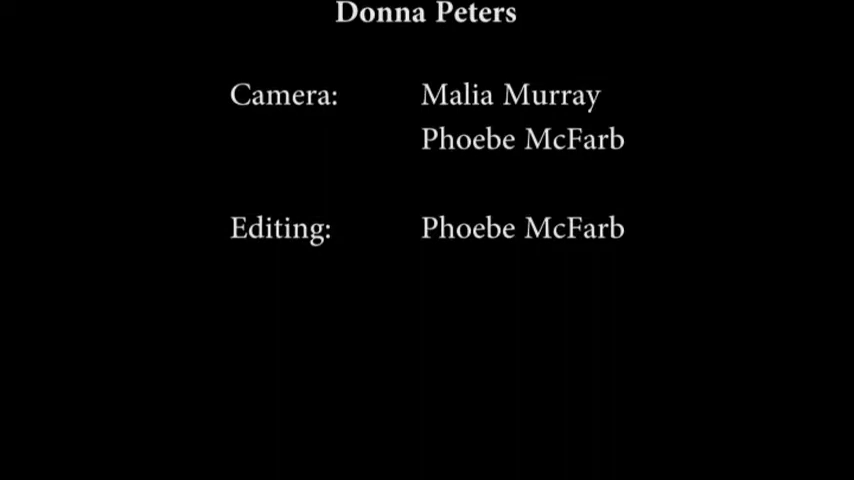 Donna Peters
Camera: Malia Murray
Phoebe McFarb
Editing: Phoebe McFarb